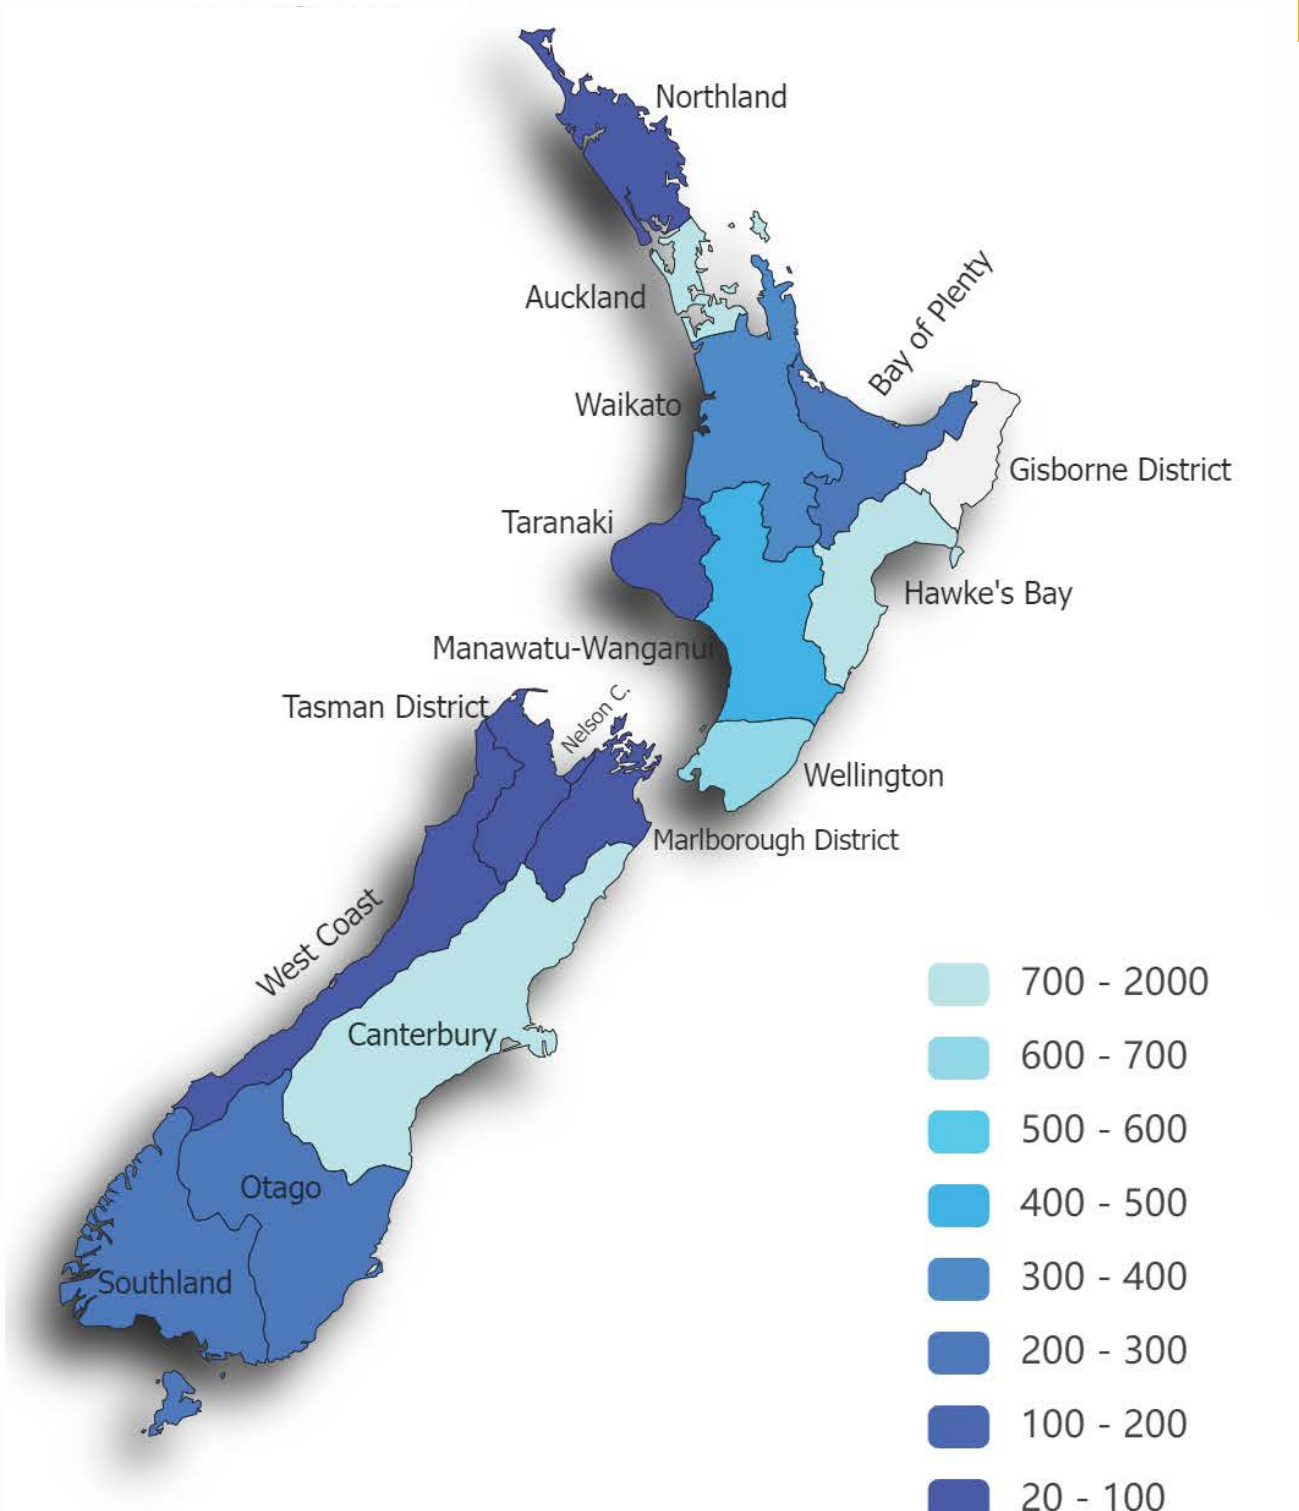 Northland
Auckland
Bay of Plenty
Waikato
Gisborne District
Taranaki
Hawke's Bay
Manawatu-Wanganui
Tasman District
Nelson C.
Wellington
Marlborough District
West Coast
Canterbury
Otago
Southland
700 - 2000
600 - 700
500 - 600
400 - 500
300 - 400
200 - 300
100 - 200
20 - 100